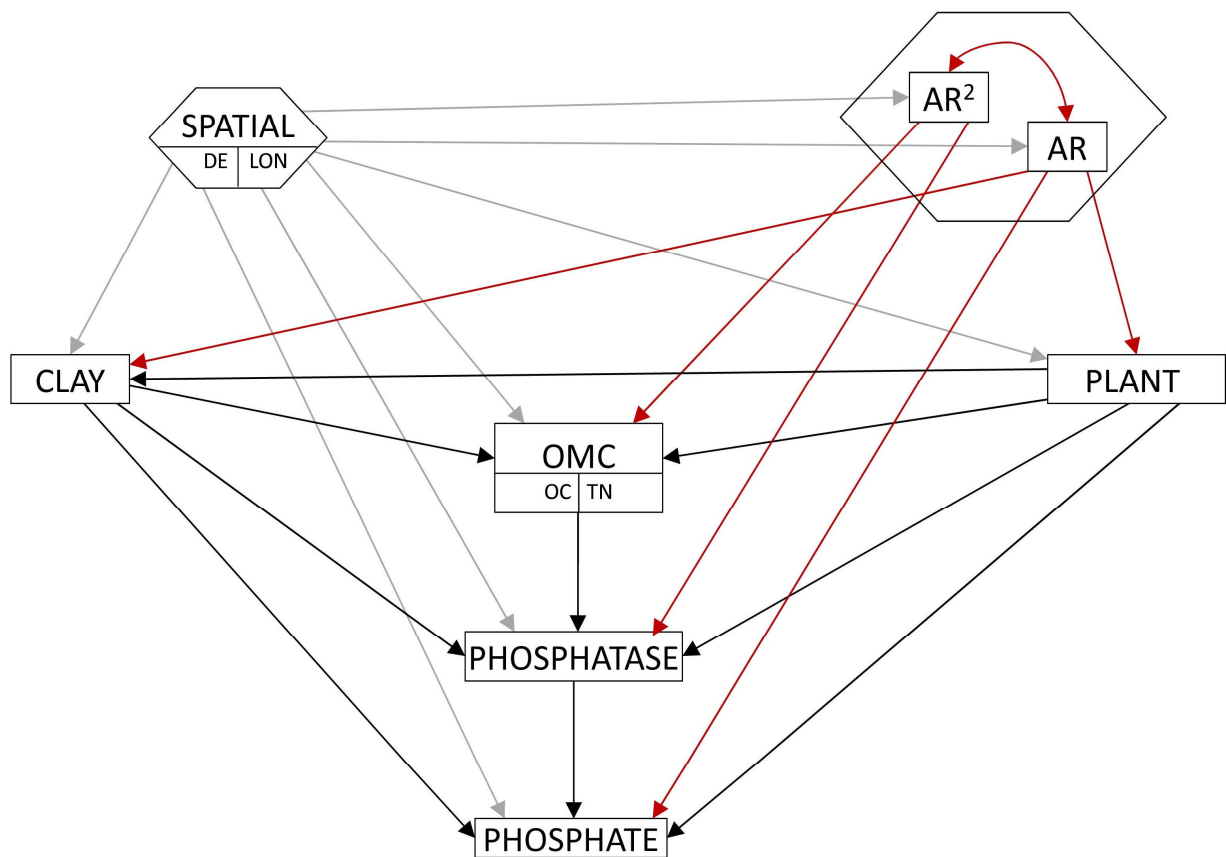 AR²
SPATIAL
AR
DE LON
CLAY
PLANT
OMC
OC TN
PHOSPHATASE
PHOSPHATE